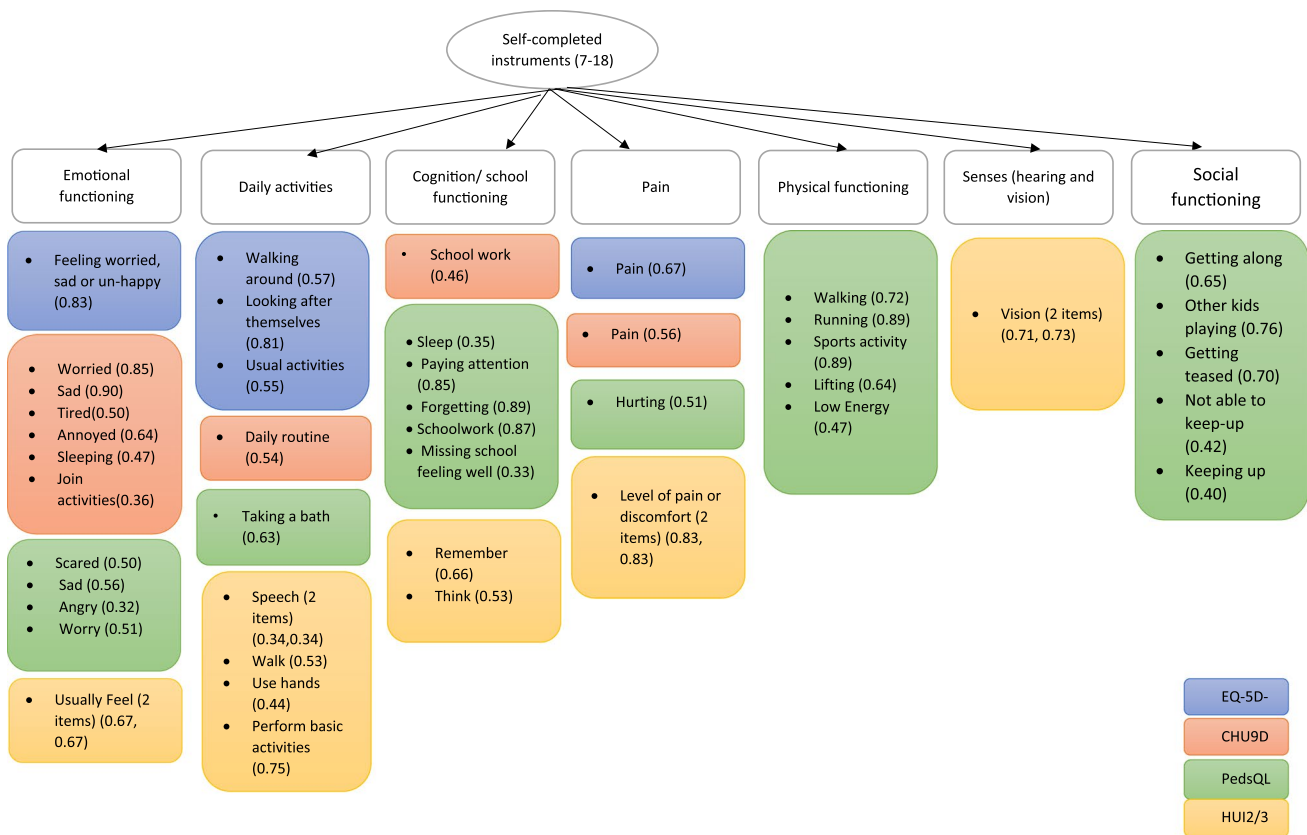 Self-completed
instruments (7-18)
Emotional
functioning
Daily activities
Cognition/ school
functioning
Pain
Physical functioning
Senses (hearing and
vision)
Social
functioning
• Feeling worried,
sad or un-happy
(0.83)
• Worried (0.85)
• Sad (0.90)
• Tired(0.50)
• Annoyed (0.64)
• Sleeping (0.47)
• Join
activities(0.36)
• Scared (0.50)
• Sad (0.56)
• Angry (0.32)
• Worry (0.51)
• Usually Feel (2
items) (0.67,
0.67)
• Walking
around (0.57)
• Looking after
themselves
(0.81)
• Usual activities
(0.55)
• Daily routine
(0.54)
• Taking a bath
(0.63)
• Speech (2
items)
(0.34,0.34)
• Walk (0.53)
• Use hands
(0.44)
• Perform basic
activities
(0.75)
• School work
(0.46)
• Sleep (0.35)
• Paying attention
(0.85)
• Forgetting (0.89)
• Schoolwork (0.87)
• Missing school
feeling well (0.33)
• Remember
(0.66)
• Think (0.53)
• Pain (0.67)
• Pain (0.56)
• Hurting (0.51)
• Level of pain or
discomfort (2
items) (0.83,
0.83)
• Walking (0.72)
• Running (0.89)
• Sports activity
(0.89)
• Lifting (0.64)
• Low Energy
(0.47)
• Vision (2 items)
(0.71, 0.73)
• Getting along
(0.65)
• Other kids
playing (0.76)
• Getting
teased (0.70)
• Not able to
keep-up
(0.42)
• Keeping up
(0.40)
EQ-5D-
CHU9D
PedsQL
HUI2/3